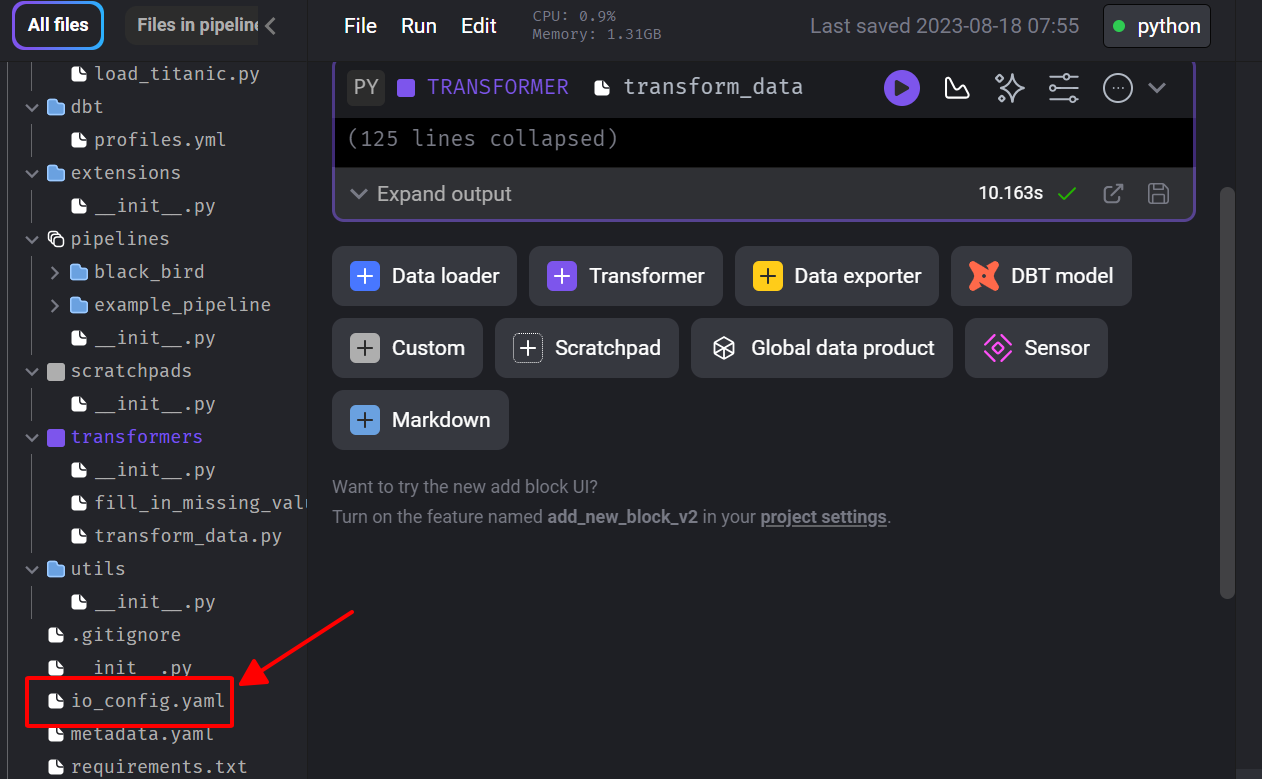 All files
Files in pipeline
load_titanic.py
dbt
profiles.yml
extensions
__init__.py
pipelines
black_bird
example_pipeline
__init__.py
scratchpads
__init__.py
transformers
__init__.py
fill_in_missing_valu
transform_data.py
utils
__init__.py
.gitignore
__init__.py
io_config.yaml
metadata.yaml
requirements.txt
File Run Edit
CPU: 0.9%
Memory: 1.31GB
Last saved 2023-08-18 07:55
python
PY TRANSFORMER transform_data
(125 lines collapsed)
Expand output
10.163s
Data loader
Transformer
Data exporter
DBT model
Custom
Scratchpad
Global data product
Sensor
Markdown
Want to try the new add block UI?
Turn on the feature named add_new_block_v2 in your project settings.